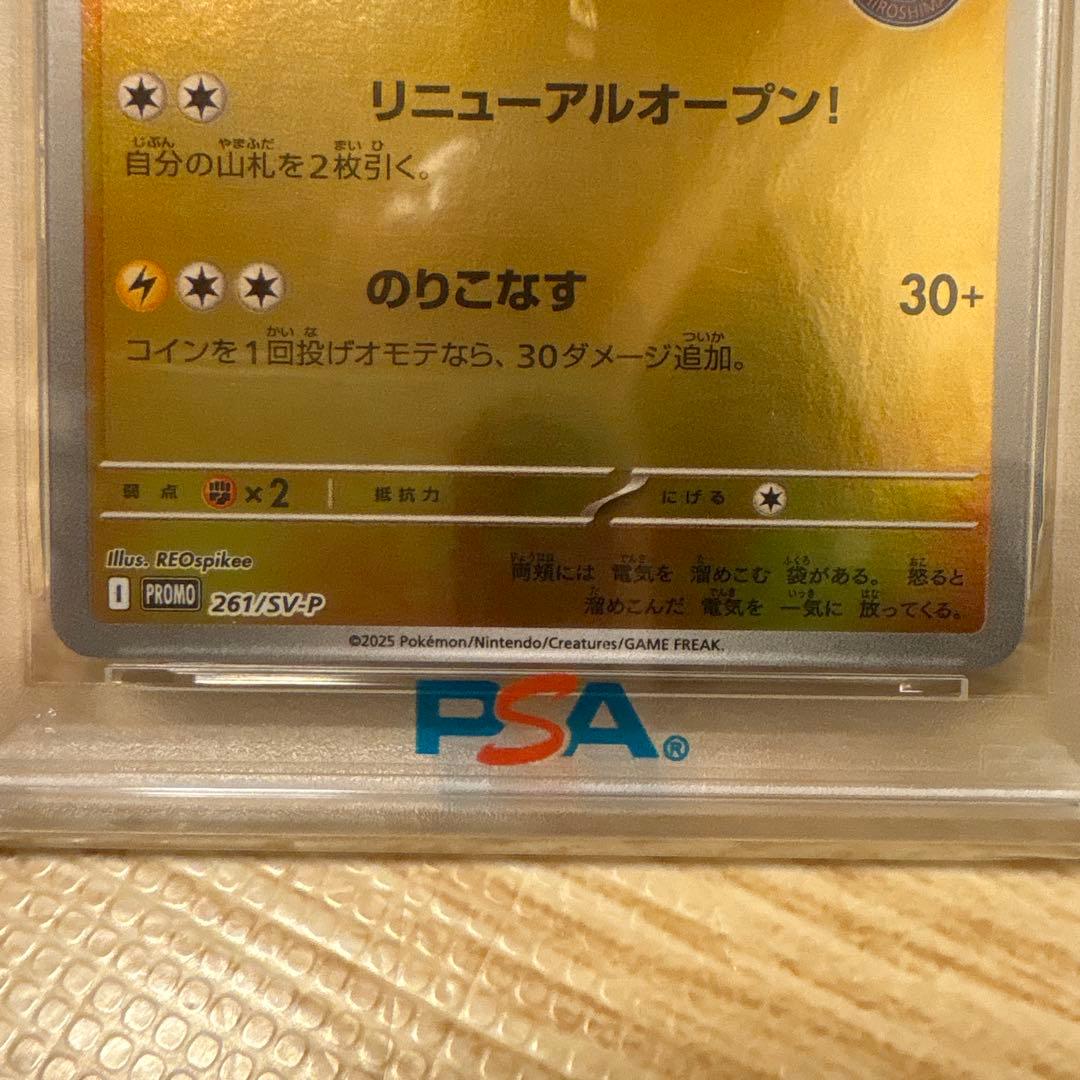 HIROSHIMA
リニューアルオープン!
自分の山札を2枚引く。
のりこなす 30+
コインを1回投げオモテなら、30ダメージ追加。
弱点 ×2 抵抗力 にげる
Illus. REOspikee
両頬には 電気を 溜めこむ 袋がある。 怒ると
I PROMO 261/SV-P
溜めこんだ 電気を 一気に 放ってくる。
©2025 Pokémon/Nintendo/Creatures/GAME FREAK.
PSA®